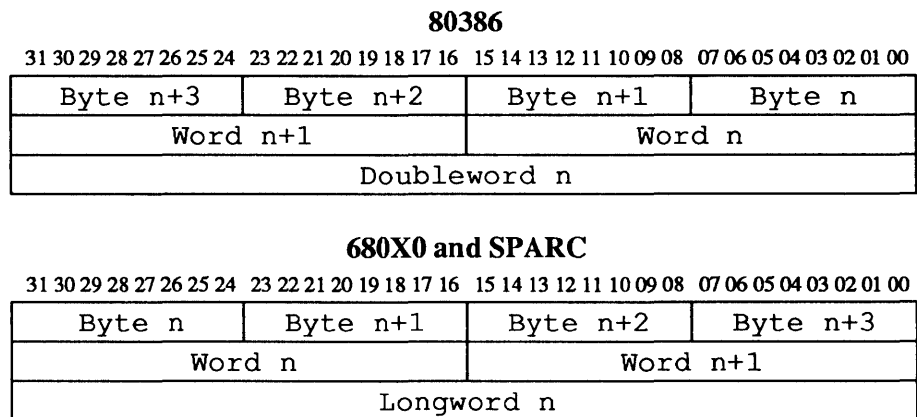 80386
31 30 29 28 27 26 25 24 23 22 21 20 19 18 17 16 15 14 13 12 11 10 09 08 07 06 05 04 03 02 01 00
Byte n+3 Byte n+2 Byte n+1 Byte n
Word n+1 Word n
Doubleword n
680X0 and SPARC
31 30 29 28 27 26 25 24 23 22 21 20 19 18 17 16 15 14 13 12 11 10 09 08 07 06 05 04 03 02 01 00
Byte n Byte n+1 Byte n+2 Byte n+3
Word n Word n+1
Longword n